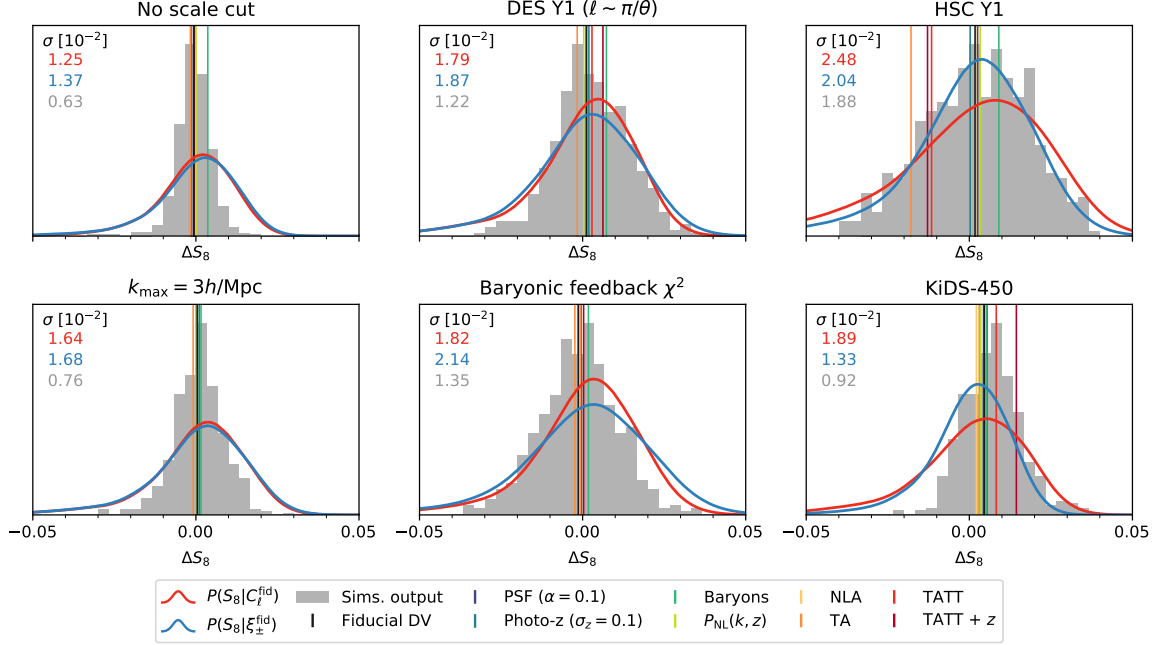 No scale cut
DES Y1 (ℓ ~ π/θ)
HSC Y1
σ [10⁻²]
1.25
1.37
0.63
σ [10⁻²]
1.79
1.87
1.22
σ [10⁻²]
2.48
2.04
1.88
ΔS₈
ΔS₈
ΔS₈
k_max = 3h/Mpc
Baryonic feedback χ²
KiDS-450
σ [10⁻²]
1.64
1.68
0.76
σ [10⁻²]
1.82
2.14
1.35
σ [10⁻²]
1.89
1.33
0.92
−0.05 0.00 0.05
−0.05 0.00 0.05
−0.05 0.00 0.05
ΔS₈
ΔS₈
ΔS₈
P(S₈|C_ℓ^fid) Sims. output PSF (α = 0.1) Baryons NLA TATT
P(S₈|ξ_±^fid) Fiducial DV Photo-z (σ_z = 0.1) P_NL(k, z) TA TATT + z